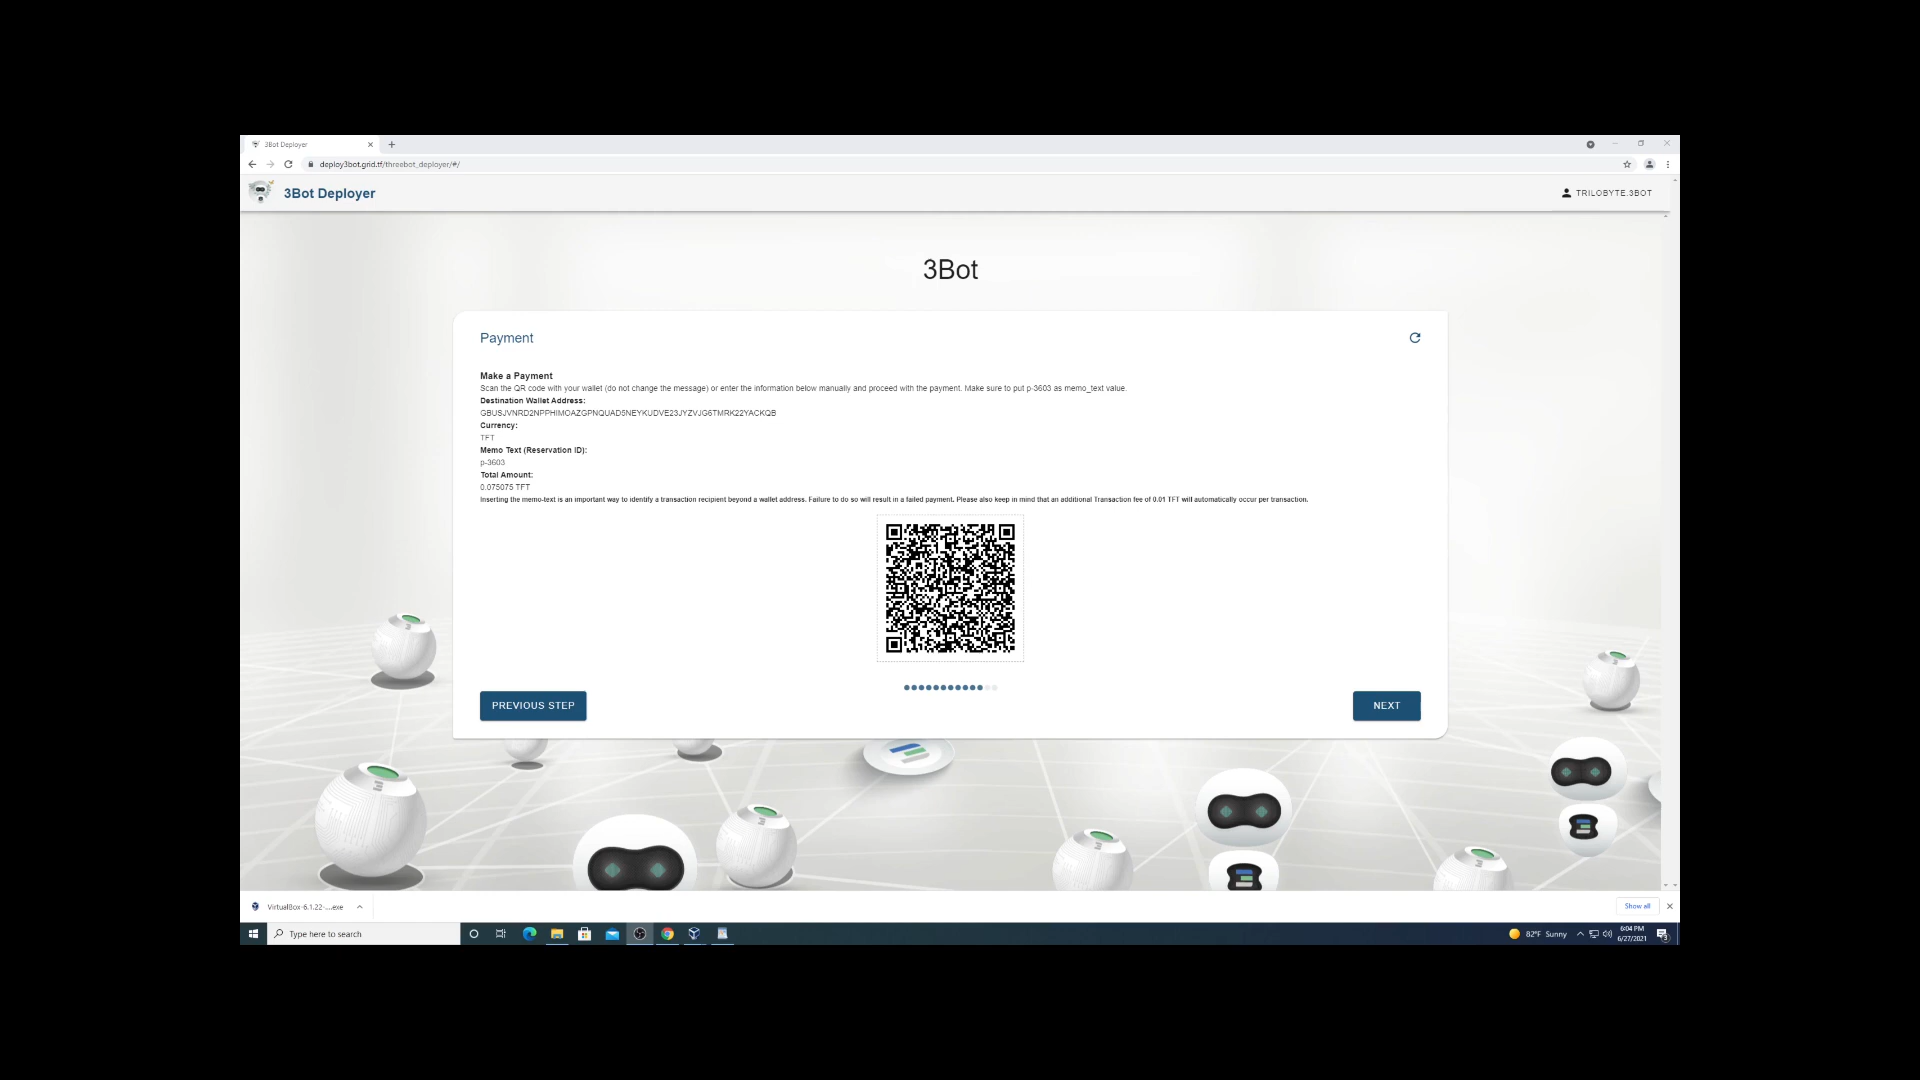 3Bot Deployer
deploy3bot.grid.tf/threebot_deployer/#/
3Bot Deployer
TRILOBYTE.3BOT
3Bot
Payment
Make a Payment
Scan the QR code with your wallet (do not change the message) or enter the information below manually and proceed with the payment. Make sure to put p-3603 as memo_text value.
Destination Wallet Address:
GBUSJVNRD2NPPHIMOAZGPNQUAD5NEYKUDVE23JYZVJG6TMRK22YACKQB
Currency:
TFT
Memo Text (Reservation ID):
p-3603
Total Amount:
0.075075 TFT
Inserting the memo-text is an important way to identify a transaction recipient beyond a wallet address. Failure to do so will result in a failed payment. Please also keep in mind that an additional Transaction fee of 0.01 TFT will automatically occur per transaction.
PREVIOUS STEP
NEXT
VirtualBox-6.1.22-....exe
Show all
Type here to search
82°F Sunny
6:04 PM
6/27/2021